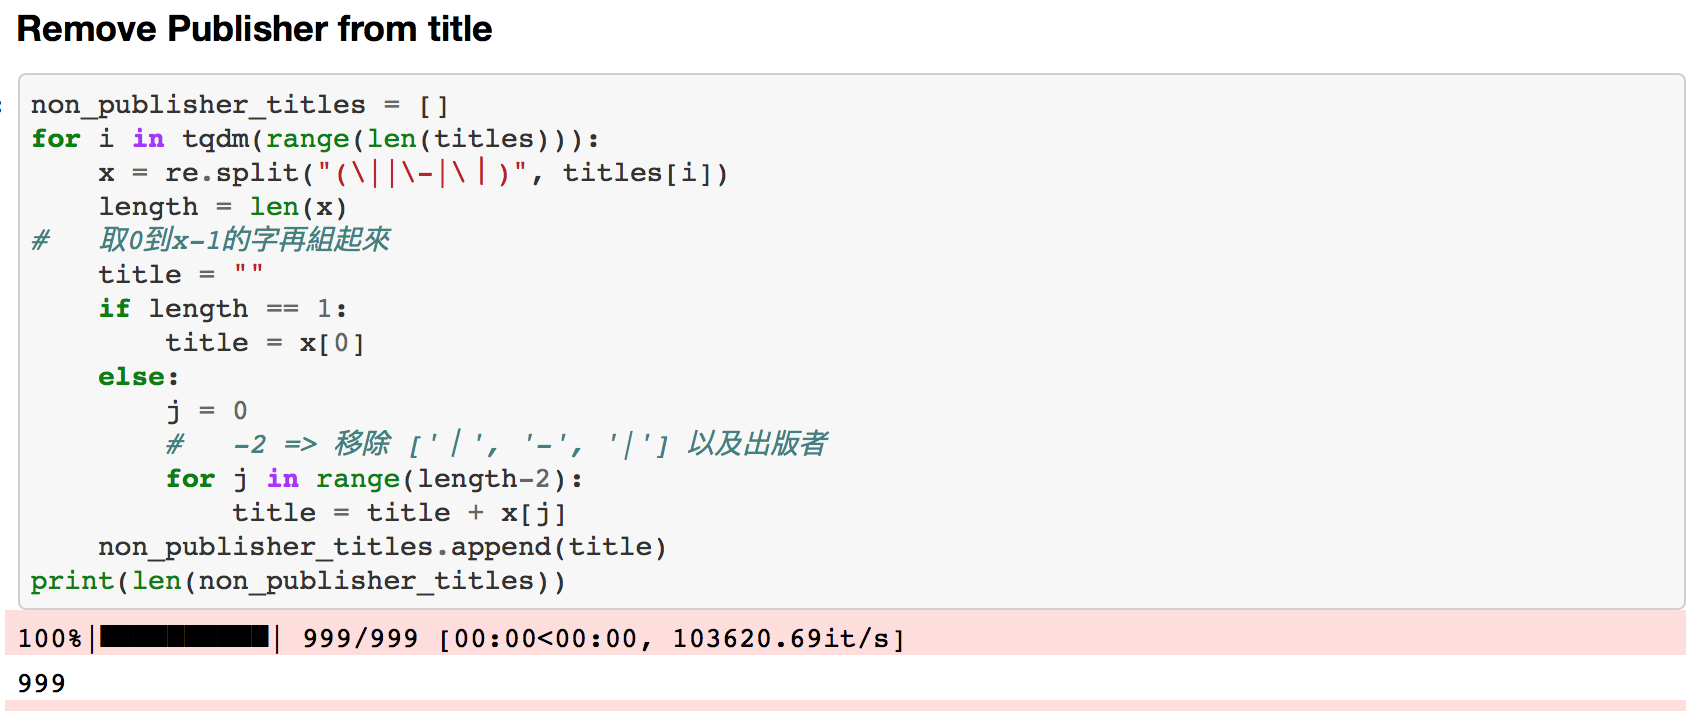 Remove Publisher from title
non_publisher_titles = []
for i in tqdm(range(len(titles))):
    x = re.split("(\||\-|\｜)", titles[i])
    length = len(x)
#   取0到x-1的字再組起來
    title = ""
    if length == 1:
        title = x[0]
    else:
        j = 0
        #   -2 => 移除 ['｜', '-', '|'] 以及出版者
        for j in range(length-2):
            title = title + x[j]
    non_publisher_titles.append(title)
print(len(non_publisher_titles))
100%|██████████| 999/999 [00:00<00:00, 103620.69it/s]
999